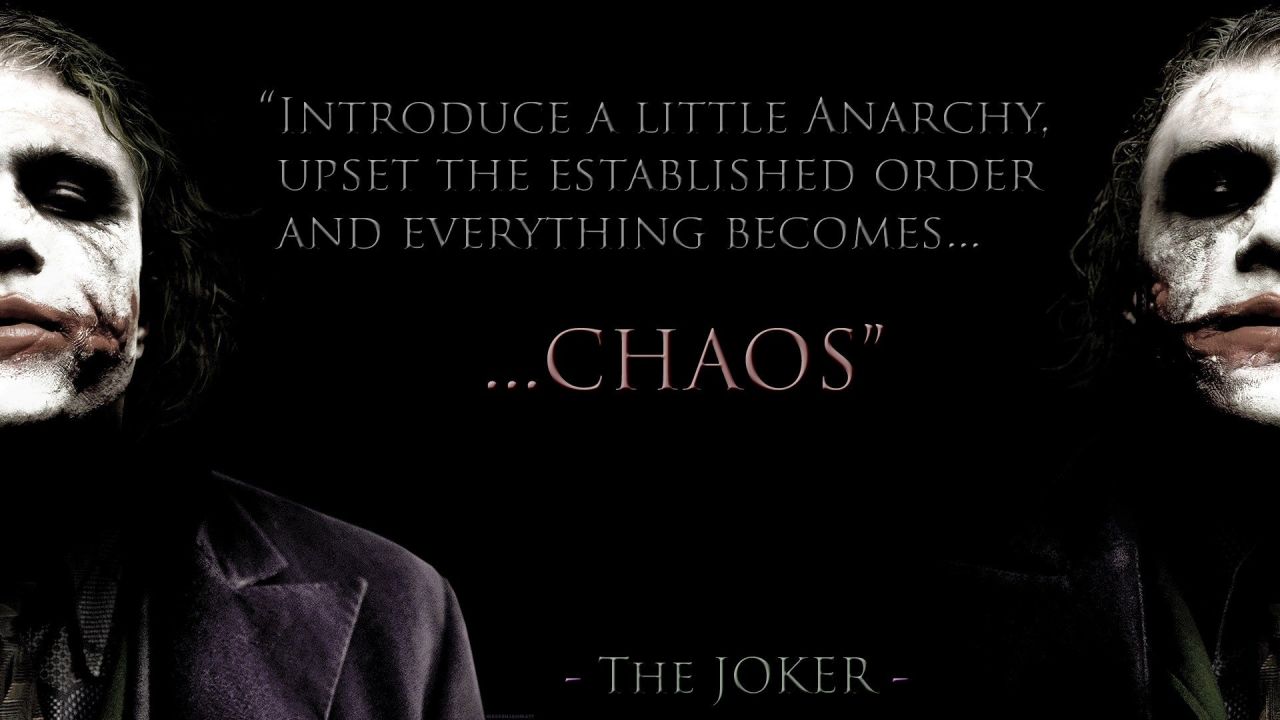 “Introduce a little Anarchy,
upset the established order
and everything becomes...
...CHAOS”
- The JOKER -